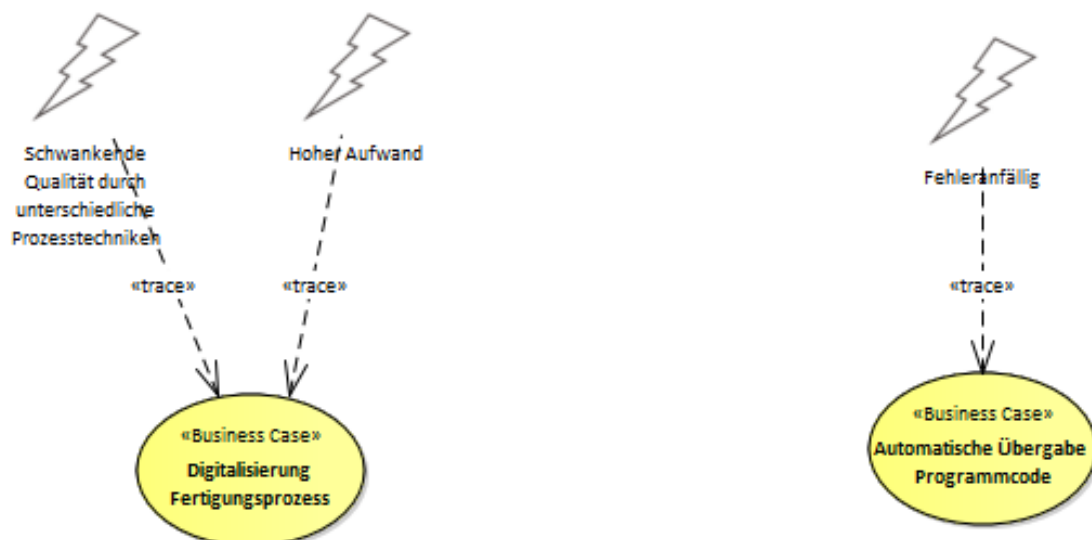 Schwankende
Qualität durch
unterschiedliche
Prozesstechniken
Hoher Aufwand
Fehleranfällig
«trace»
«trace»
«trace»
«Business Case»
Digitalisierung
Fertigungsprozess
«Business Case»
Automatische Übergabe
Programmcode